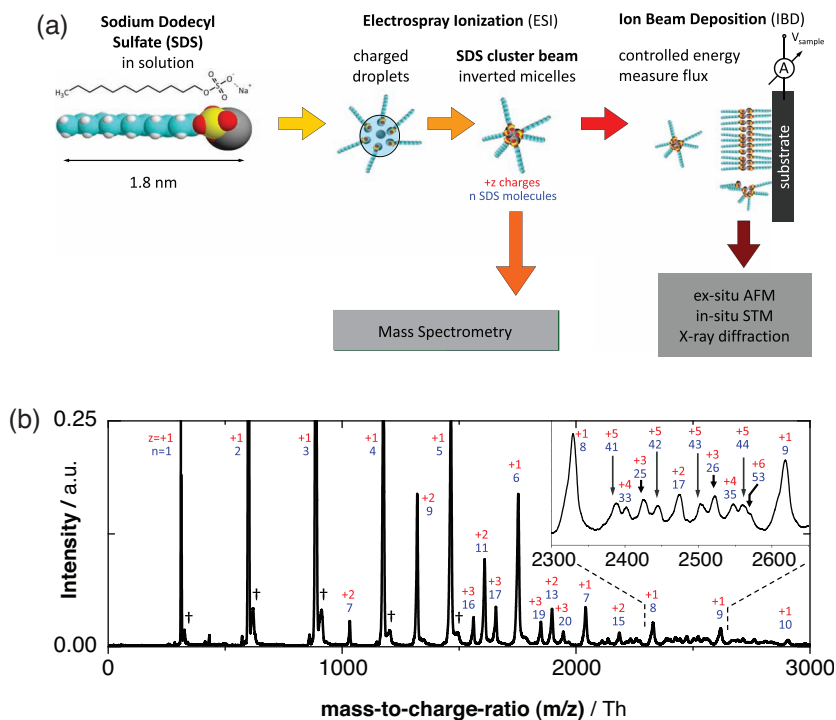 (a)
Sodium Dodecyl
Sulfate (SDS)
in solution
H₃C
O
S
O
O
O⁻
Na⁺
1.8 nm
Electrospray Ionization (ESI)
charged
droplets
SDS cluster beam
inverted micelles
+z charges
n SDS molecules
Ion Beam Deposition (IBD)
controlled energy
measure flux
V_sample
A
substrate
Mass Spectrometry
ex-situ AFM
in-situ STM
X-ray diffraction
(b)
0.25
0.00
Intensity / a.u.
z=+1
n=1
†
+1
2
†
+1
3
†
+2
7
+1
4
†
+2
9
+1
5
†
+3
16
+2
11
+3
17
+1
6
+3
19
+2
13
+3
20
+1
7
+2
15
+1
8
+1
9
+1
10
+1
8
+5
41
+4
33
+3
25
+5
42
+2
17
+5
43
+3
26
+4
35
+5
44
+6
53
+1
9
2300 2400 2500 2600
0 1000 2000 3000
mass-to-charge-ratio (m/z) / Th